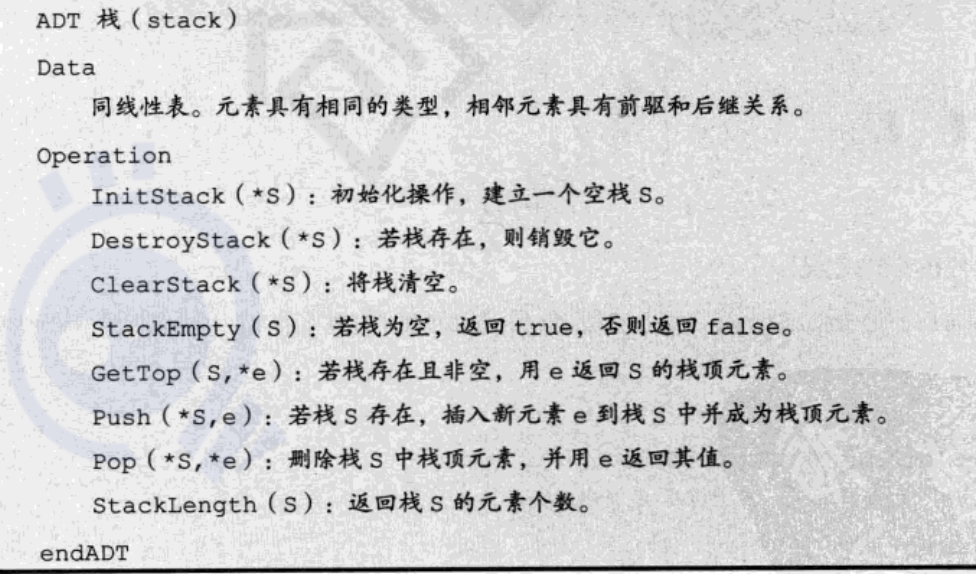 ADT 栈（stack）
Data
同线性表。元素具有相同的类型，相邻元素具有前驱和后继关系。
Operation
InitStack（*S）：初始化操作，建立一个空栈S。
DestroyStack（*S）：若栈存在，则销毁它。
ClearStack（*S）：将栈清空。
StackEmpty（S）：若栈为空，返回true，否则返回false。
GetTop（S,*e）：若栈存在且非空，用e返回S的栈顶元素。
Push（*S,e）：若栈S存在，插入新元素e到栈S中并成为栈顶元素。
Pop（*S,*e）：删除栈S中栈顶元素，并用e返回其值。
StackLength（S）：返回栈S的元素个数。
endADT